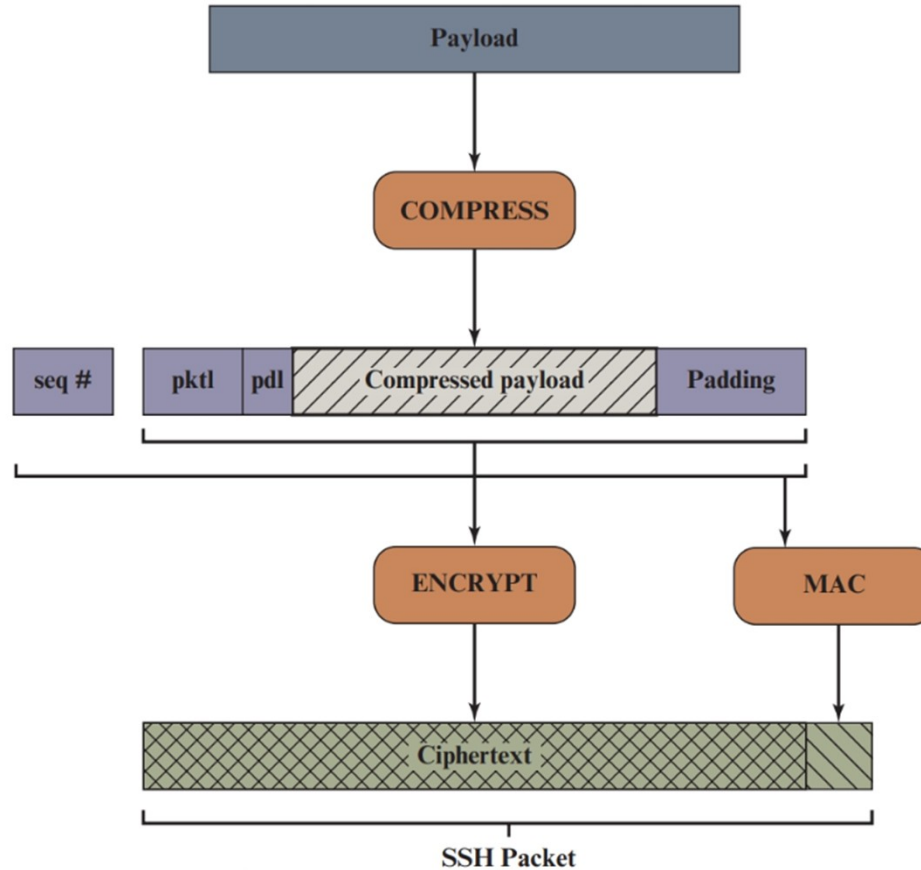 Payload
COMPRESS
seq # pktl pdl Compressed payload Padding
ENCRYPT MAC
Ciphertext
SSH Packet